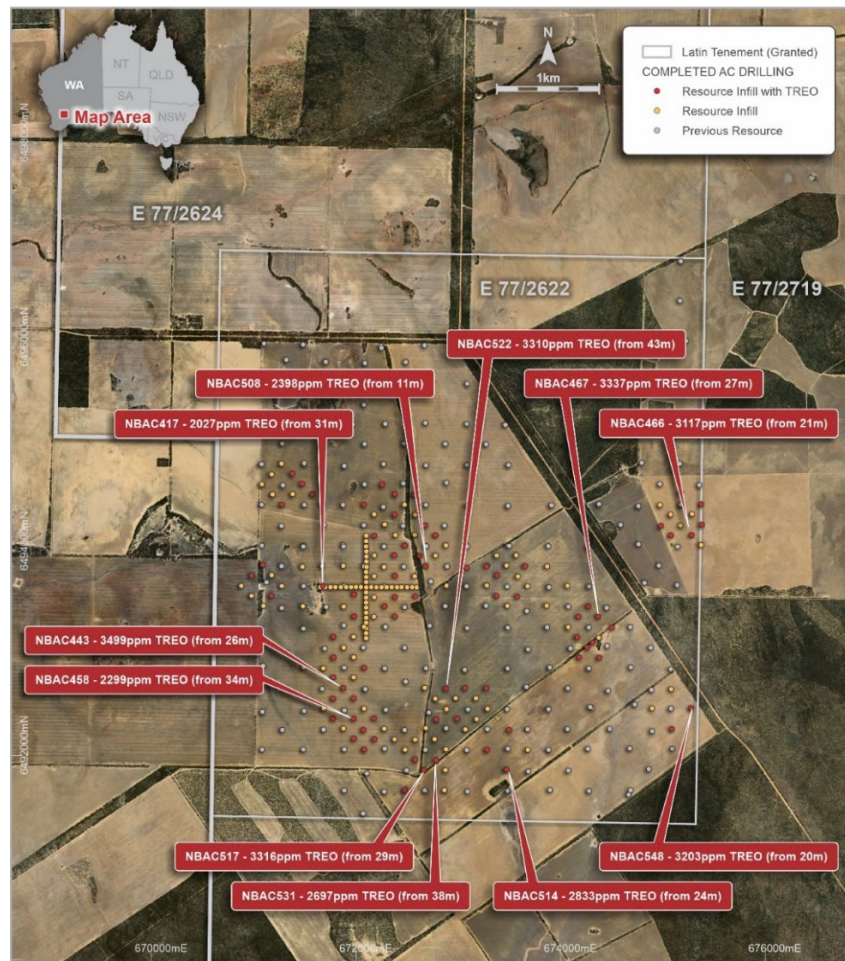 N
1km
Latin Tenement (Granted)
COMPLETED AC DRILLING
Resource Infill with TREO
Resource Infill
Previous Resource
WA
NT
QLD
SA
NSW
Map Area
6498000mN
E 77/2624
E 77/2622
E 77/2719
6496000mN
NBAC522 - 3310ppm TREO (from 43m)
NBAC508 - 2398ppm TREO (from 11m)
NBAC467 - 3337ppm TREO (from 27m)
NBAC417 - 2027ppm TREO (from 31m)
NBAC466 - 3117ppm TREO (from 21m)
6494000mN
NBAC443 - 3499ppm TREO (from 26m)
NBAC458 - 2299ppm TREO (from 34m)
6492000mN
NBAC517 - 3316ppm TREO (from 29m)
NBAC548 - 3203ppm TREO (from 20m)
NBAC531 - 2697ppm TREO (from 38m)
NBAC514 - 2833ppm TREO (from 24m)
670000mE
672000mE
674000mE
676000mE